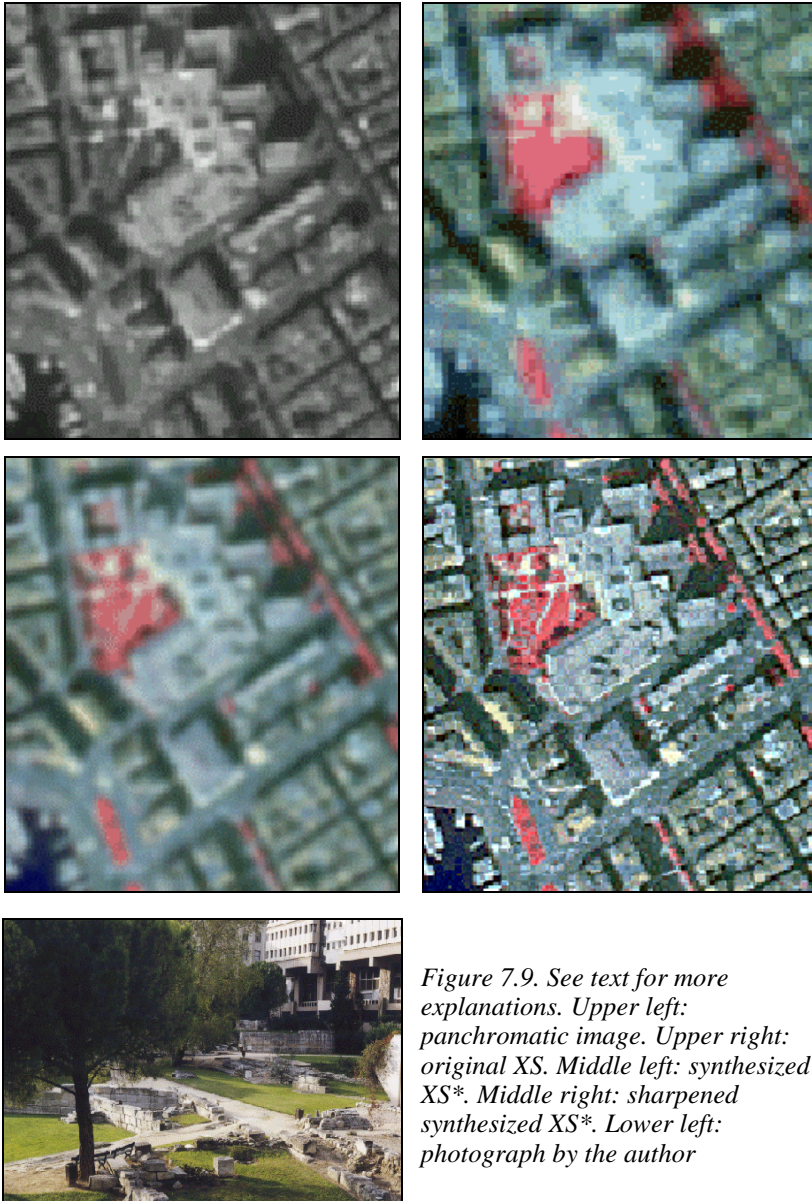 Figure 7.9. See text for more
explanations. Upper left:
panchromatic image. Upper right:
original XS. Middle left: synthesized
XS*. Middle right: sharpened
synthesized XS*. Lower left:
photograph by the author